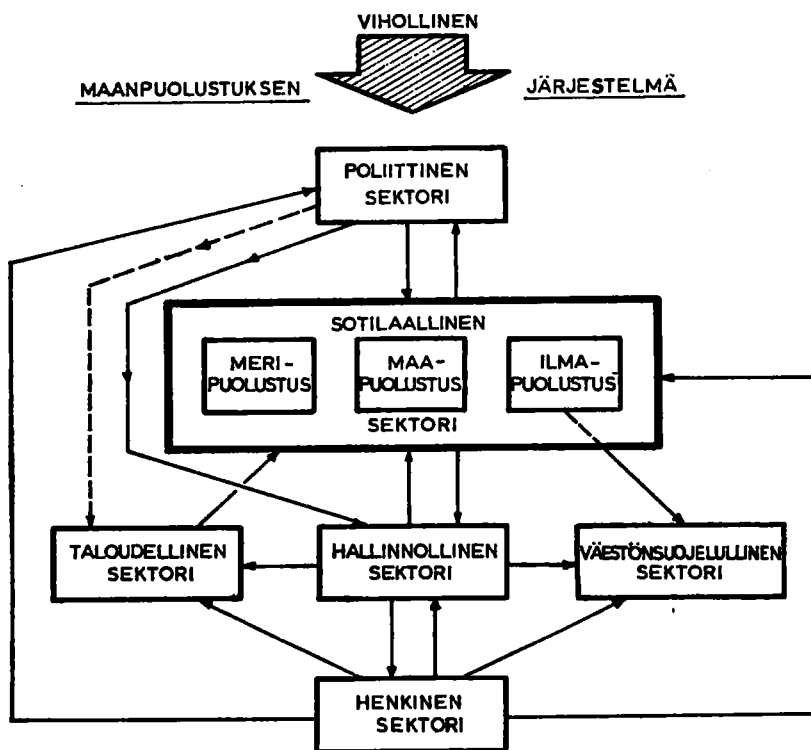 VIHOLLINEN
MAANPUOLUSTUKSEN JÄRJESTELMÄ
POLIITTINEN
SEKTORI
SOTILAALLINEN
MERI-
PUOLUSTUS
MAA-
PUOLUSTUS
ILMA-
PUOLUSTUS
SEKTORI
TALOUDELLINEN
SEKTORI
HALLINNOLLINEN
SEKTORI
VÄESTÖNSUOJELULLINEN
SEKTORI
HENKINEN
SEKTORI